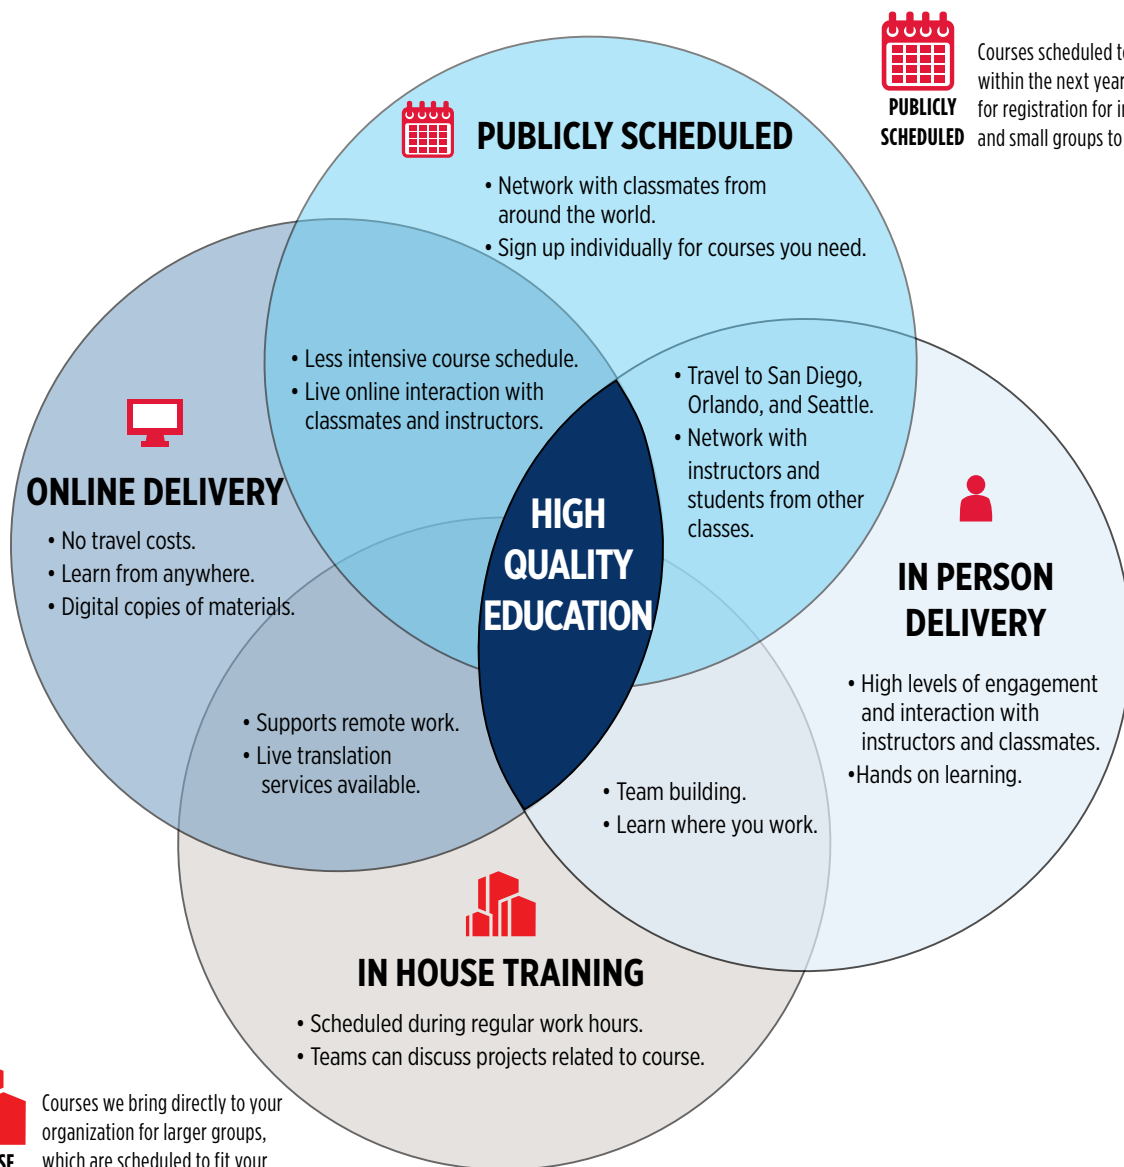 Courses scheduled
within the next year
PUBLICLY
SCHEDULED
for registration for
and small groups to
PUBLICLY SCHEDULED
• Network with classmates from
around the world.
• Sign up individually for courses you need.
• Less intensive course schedule.
• Live online interaction with
classmates and instructors.
• Travel to San Diego,
Orlando, and Seattle.
• Network with
instructors and
students from other
classes.
ONLINE DELIVERY
• No travel costs.
• Learn from anywhere.
• Digital copies of materials.
HIGH
QUALITY
EDUCATION
IN PERSON
DELIVERY
• High levels of engagement
and interaction with
instructors and classmates.
•Hands on learning.
• Supports remote work.
• Live translation
services available.
• Team building.
• Learn where you work.
IN HOUSE TRAINING
• Scheduled during regular work hours.
• Teams can discuss projects related to course.
Courses we bring directly to your
organization for larger groups,
which are scheduled to fit your